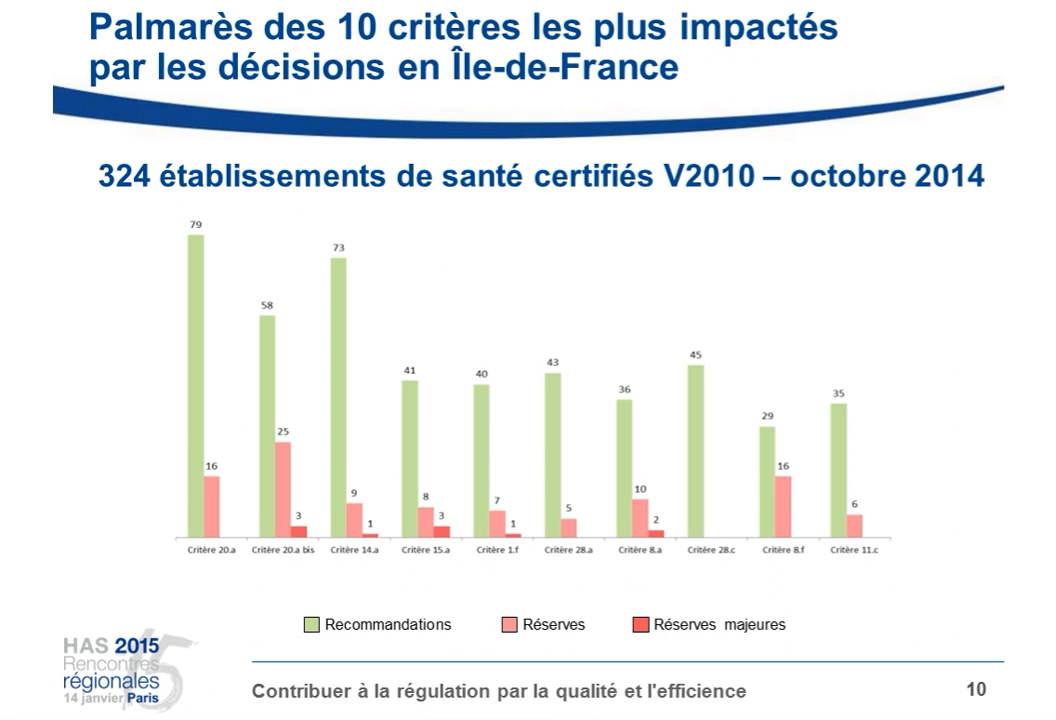 Palmarès des 10 critères les plus impactés
par les décisions en Île-de-France
324 établissements de santé certifiés V2010 – octobre 2014
79
16
58
25
3
73
9
1
41
8
3
40
7
1
43
5
36
10
2
45
29
16
35
6
Critère 20.a
Critère 20.a bis
Critère 14.a
Critère 15.a
Critère 1.f
Critère 28.a
Critère 8.a
Critère 28.c
Critère 8.f
Critère 11.c
Recommandations
Réserves
Réserves majeures
15
HAS 2015
Rencontres
régionales
14 janvier Paris
Contribuer à la régulation par la qualité et l'efficience
10